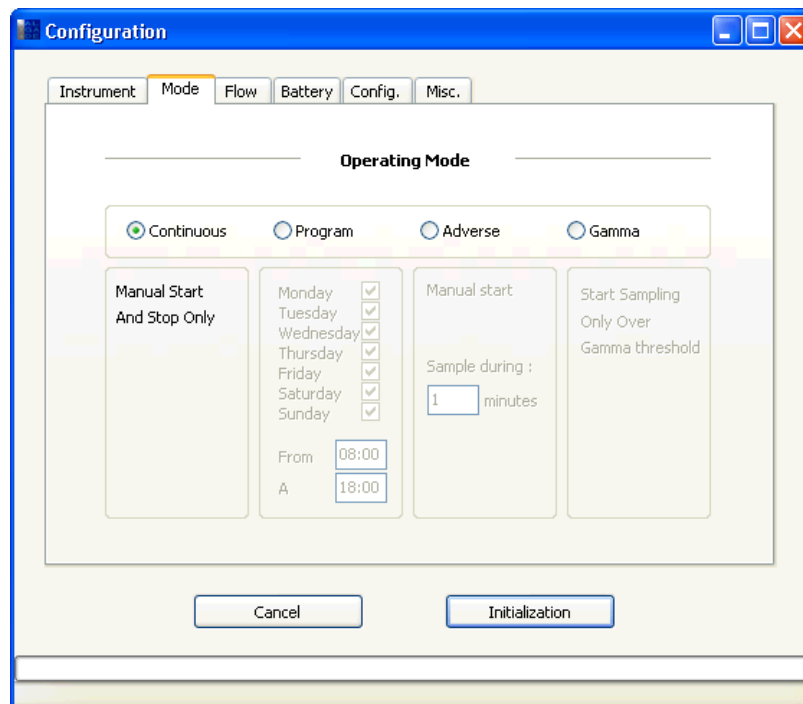 Configuration
Instrument Mode Flow Battery Config. Misc.
Operating Mode
Continuous Program Adverse Gamma
Manual Start
And Stop Only
Monday
Tuesday
Wednesday
Thursday
Friday
Saturday
Sunday
From 08:00
A 18:00
Manual start
Sample during :
1 minutes
Start Sampling
Only Over
Gamma threshold
Cancel Initialization